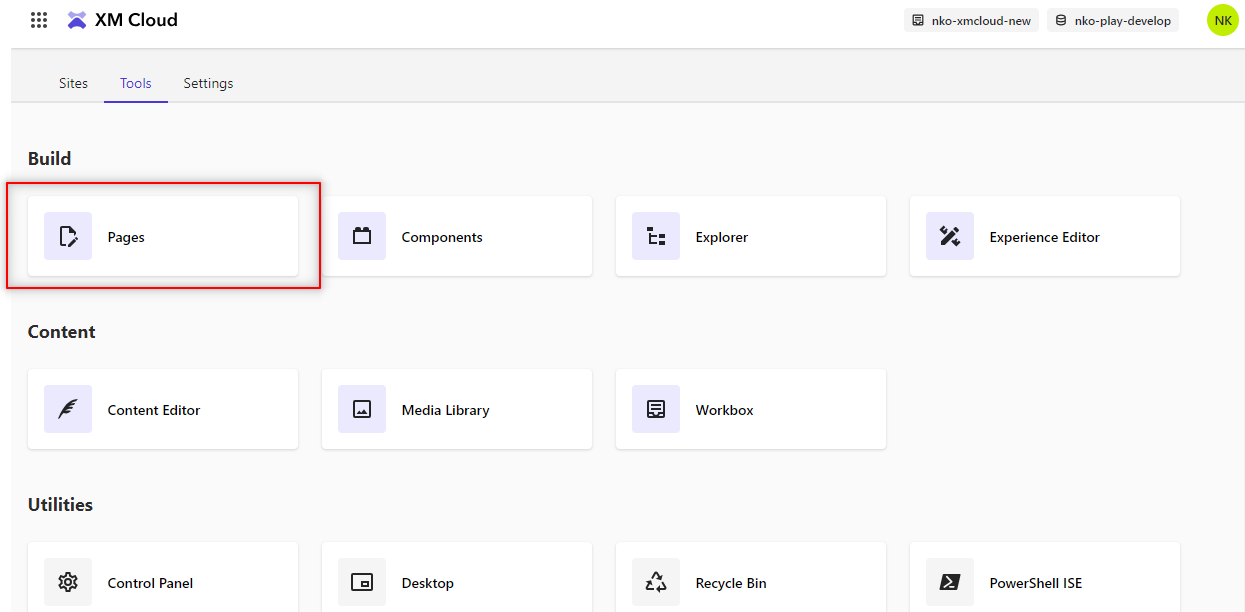 XM Cloud nko-xmcloud-new nko-play-develop NK
Sites Tools Settings
Build
Pages Components Explorer Experience Editor
Content
Content Editor Media Library Workbox
Utilities
Control Panel Desktop Recycle Bin PowerShell ISE